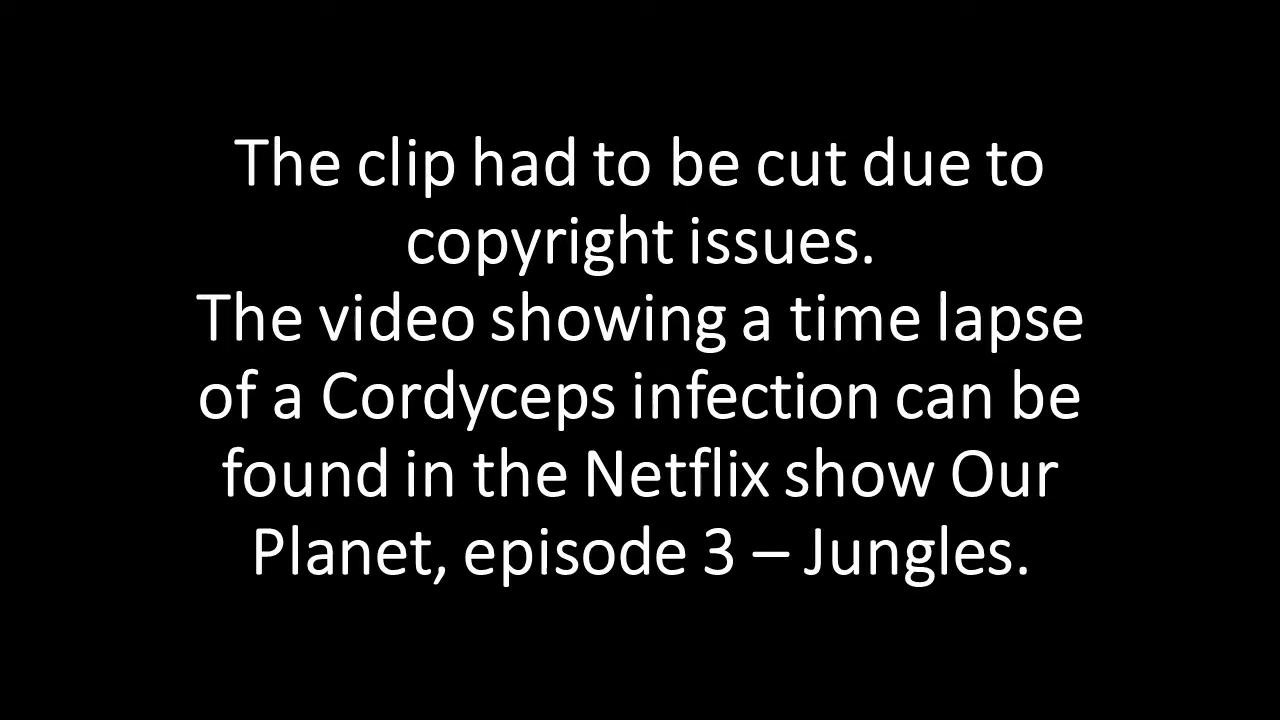 The clip had to be cut due to
copyright issues.
The video showing a time lapse
of a Cordyceps infection can be
found in the Netflix show Our
Planet, episode 3 – Jungles.